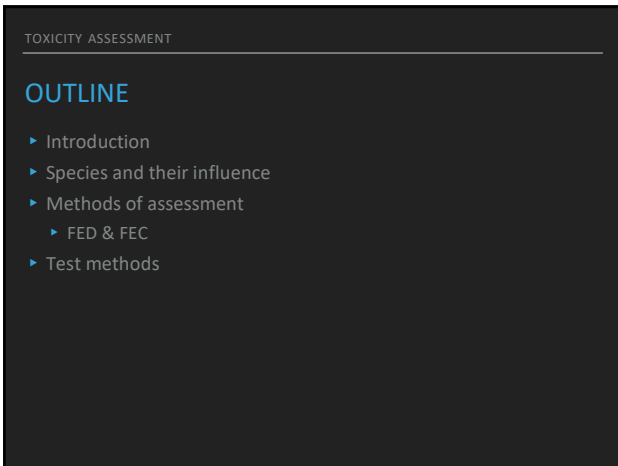 TOXICITY ASSESSMENT
OUTLINE
▸ Introduction
▸ Species and their influence
▸ Methods of assessment
▸ FED & FEC
▸ Test methods